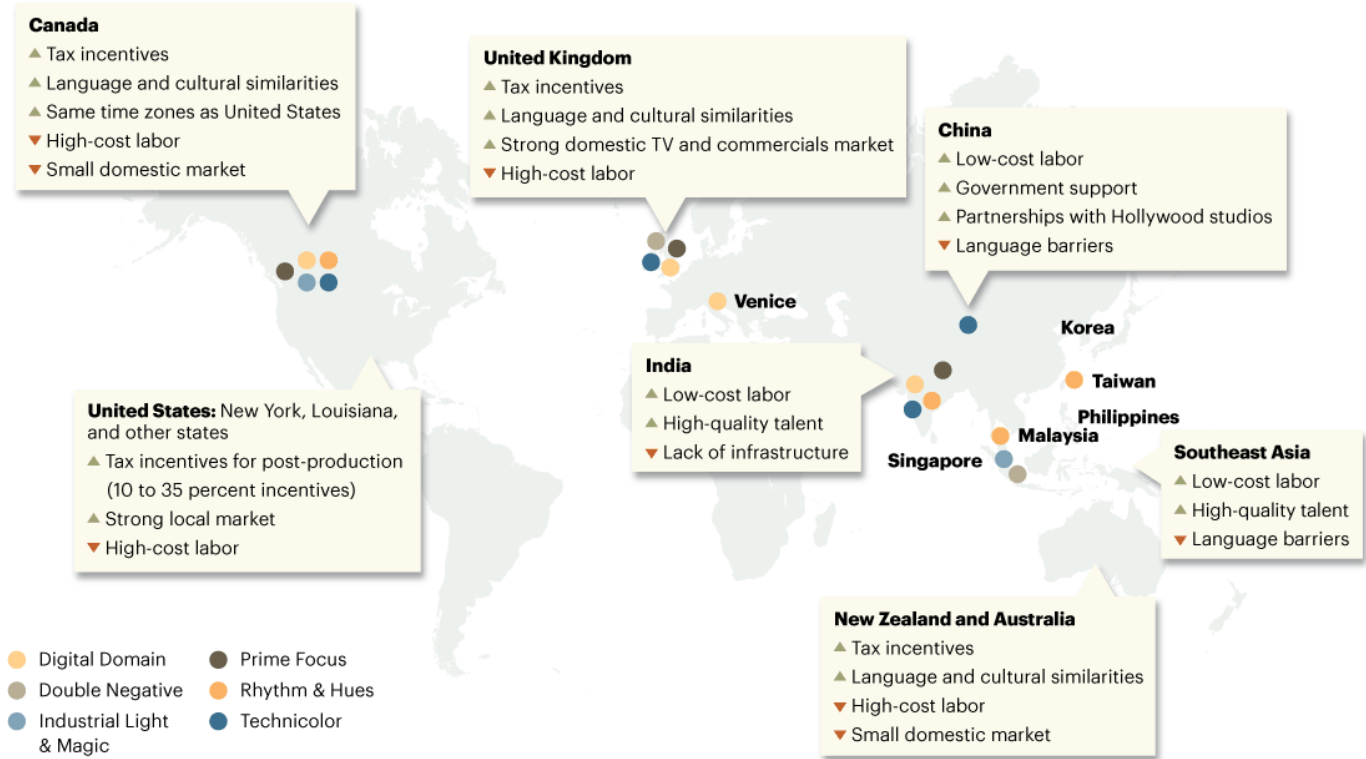 Canada
Tax incentives
Language and cultural similarities
Same time zones as United States
High-cost labor
Small domestic market
United Kingdom
Tax incentives
Language and cultural similarities
Strong domestic TV and commercials market
High-cost labor
China
Low-cost labor
Government support
Partnerships with Hollywood studios
Language barriers
Venice
Korea
India
Low-cost labor
High-quality talent
Lack of infrastructure
Taiwan
Philippines
Malaysia
Singapore
United States: New York, Louisiana,
and other states
Tax incentives for post-production
(10 to 35 percent incentives)
Strong local market
High-cost labor
Southeast Asia
Low-cost labor
High-quality talent
Language barriers
New Zealand and Australia
Tax incentives
Language and cultural similarities
High-cost labor
Small domestic market
Digital Domain
Double Negative
Industrial Light
& Magic
Prime Focus
Rhythm & Hues
Technicolor